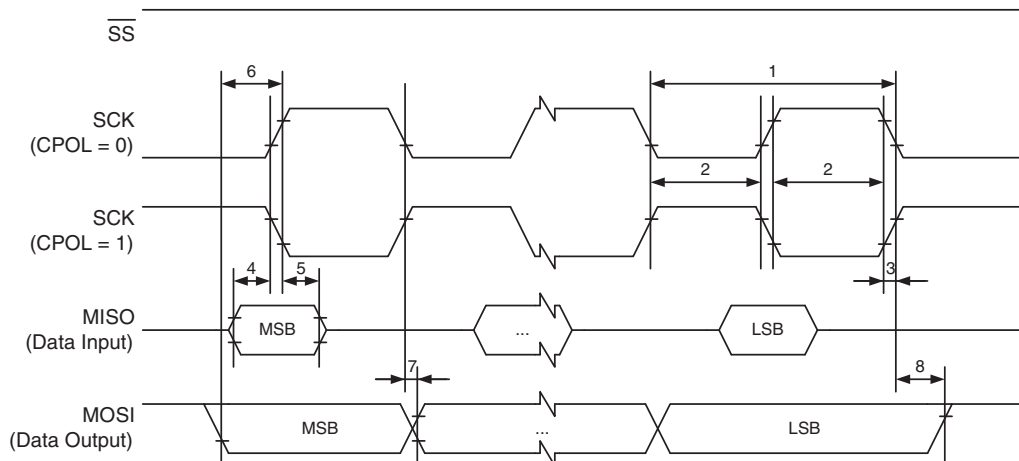 SS
6
1
SCK
(CPOL = 0)
2
2
SCK
(CPOL = 1)
4
5
3
MISO
(Data Input)
MSB
...
LSB
7
8
MOSI
(Data Output)
MSB
...
LSB